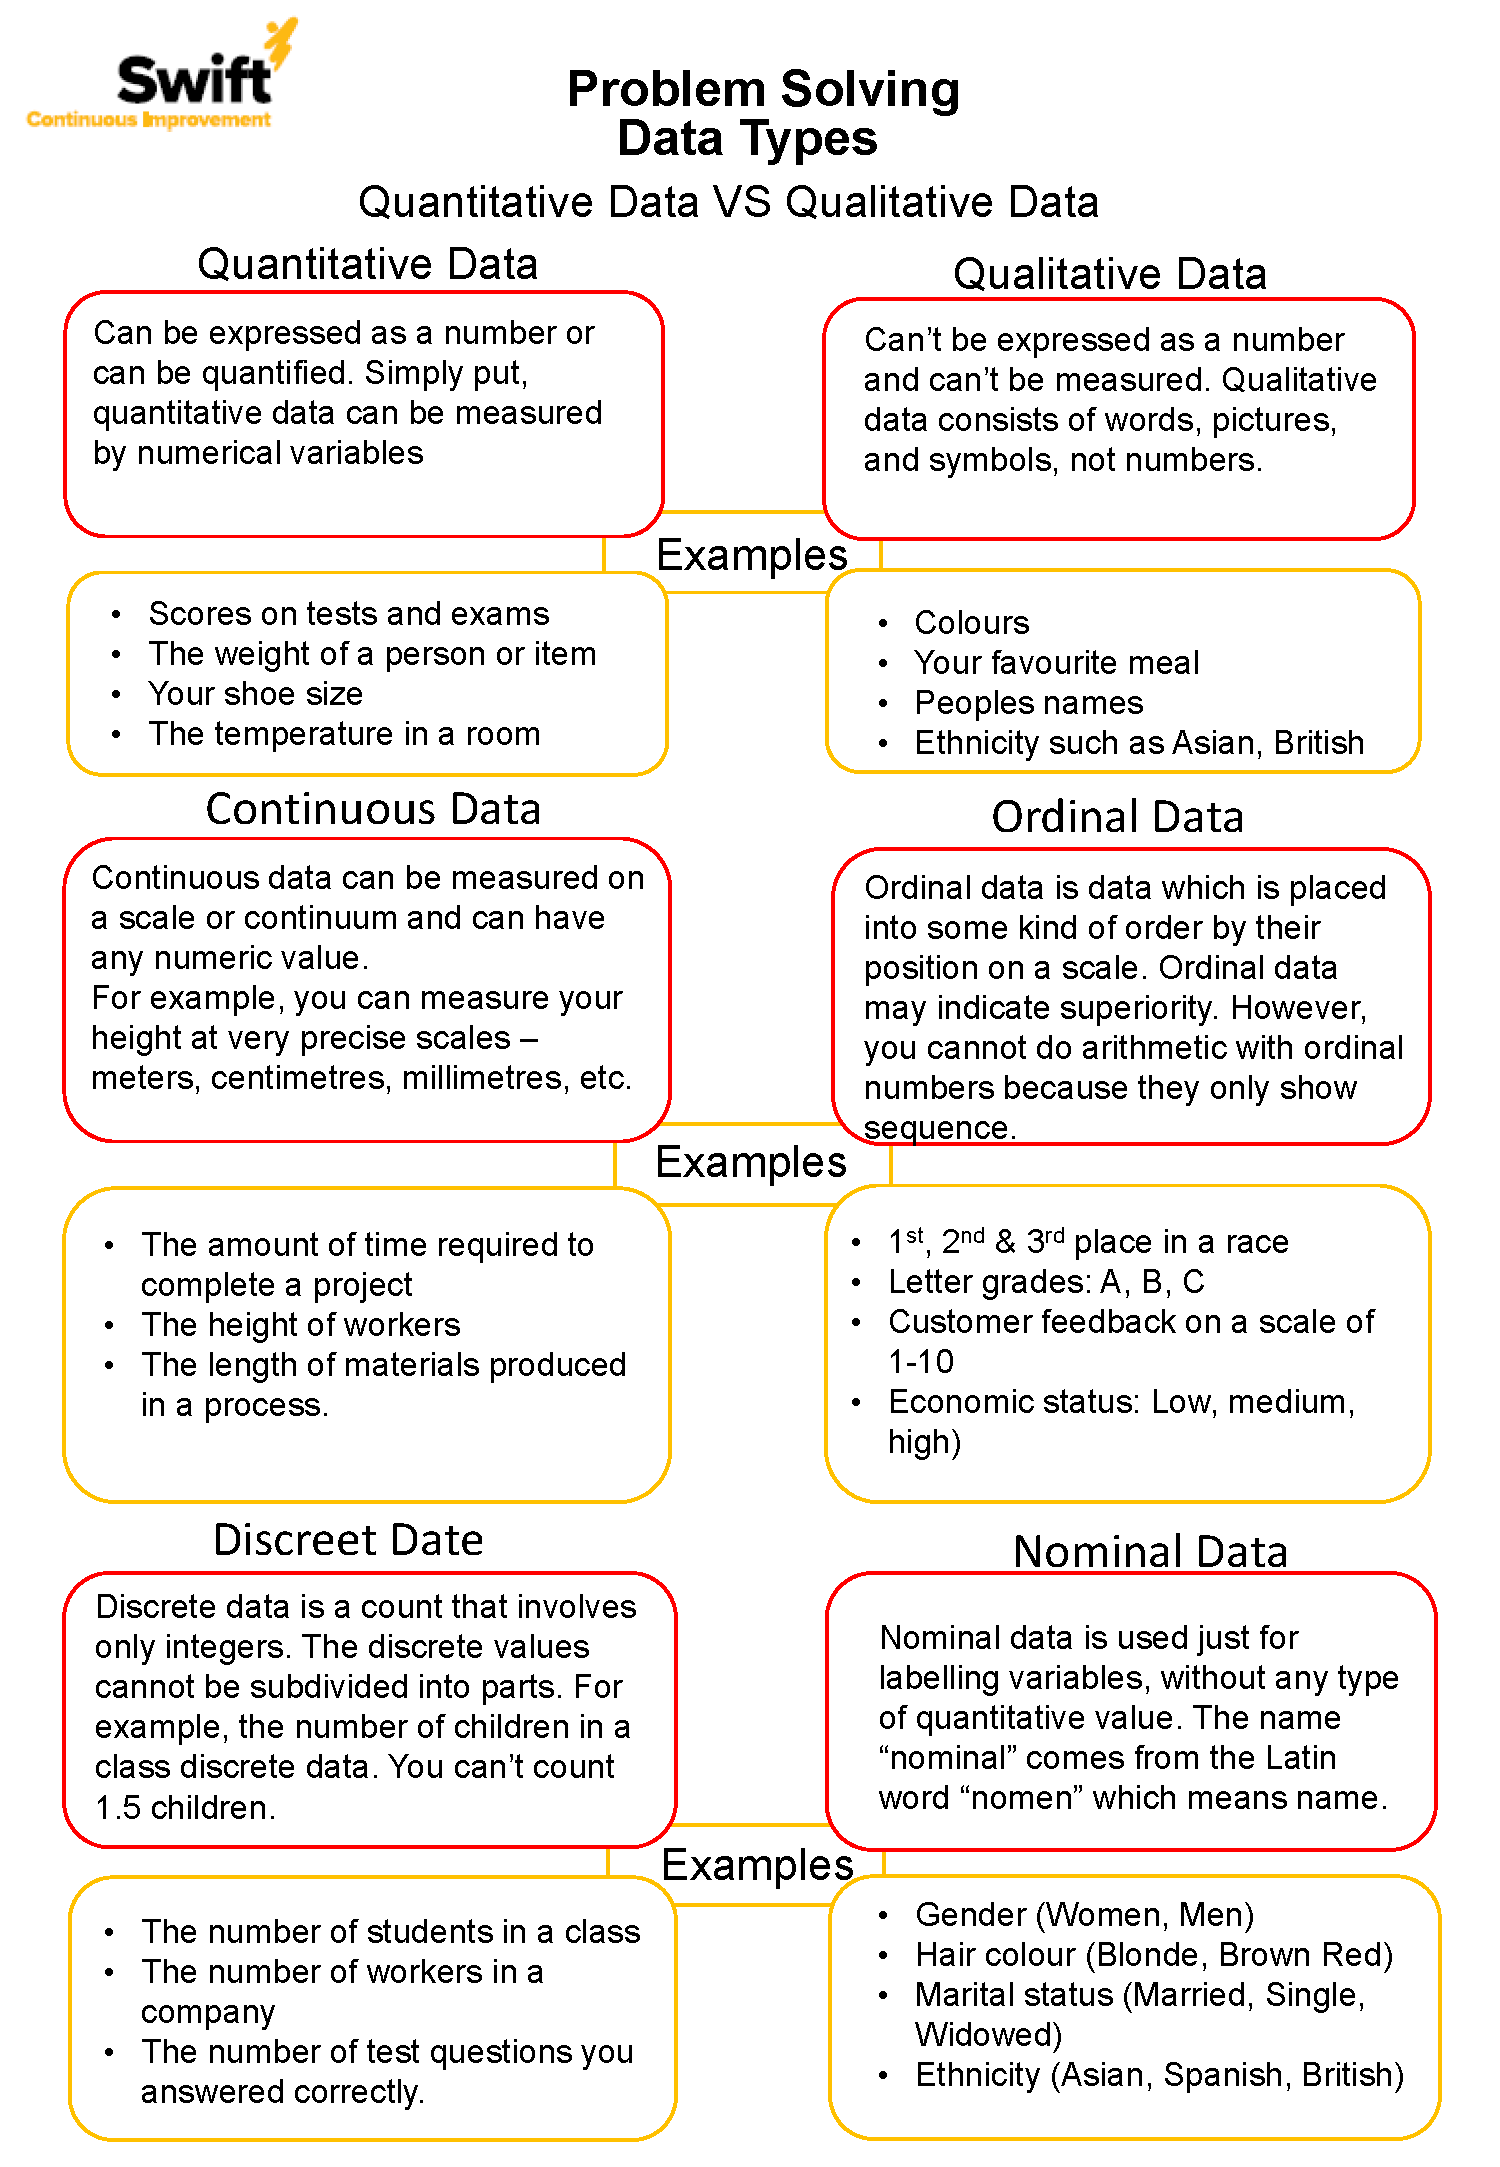 Swift
Continuous Improvement
Problem Solving
Data Types
Quantitative Data VS Qualitative Data
Quantitative Data
Can be expressed as a number or
can be quantified. Simply put,
quantitative data can be measured
by numerical variables
Qualitative Data
Can’t be expressed as a number
and can’t be measured. Qualitative
data consists of words, pictures,
and symbols, not numbers.
Examples
• Scores on tests and exams
• The weight of a person or item
• Your shoe size
• The temperature in a room
• Colours
• Your favourite meal
• Peoples names
• Ethnicity such as Asian, British
Continuous Data
Continuous data can be measured on
a scale or continuum and can have
any numeric value.
For example, you can measure your
height at very precise scales –
meters, centimetres, millimetres, etc.
Ordinal Data
Ordinal data is data which is placed
into some kind of order by their
position on a scale. Ordinal data
may indicate superiority. However,
you cannot do arithmetic with ordinal
numbers because they only show
sequence.
Examples
• The amount of time required to
complete a project
• The height of workers
• The length of materials produced
in a process.
• 1st, 2nd & 3rd place in a race
• Letter grades: A, B, C
• Customer feedback on a scale of
1-10
• Economic status: Low, medium,
high)
Discreet Date
Discrete data is a count that involves
only integers. The discrete values
cannot be subdivided into parts. For
example, the number of children in a
class discrete data. You can’t count
1.5 children.
Nominal Data
Nominal data is used just for
labelling variables, without any type
of quantitative value. The name
“nominal” comes from the Latin
word “nomen” which means name.
Examples
• The number of students in a class
• The number of workers in a
company
• The number of test questions you
answered correctly.
• Gender (Women, Men)
• Hair colour (Blonde, Brown Red)
• Marital status (Married, Single,
Widowed)
• Ethnicity (Asian, Spanish, British)